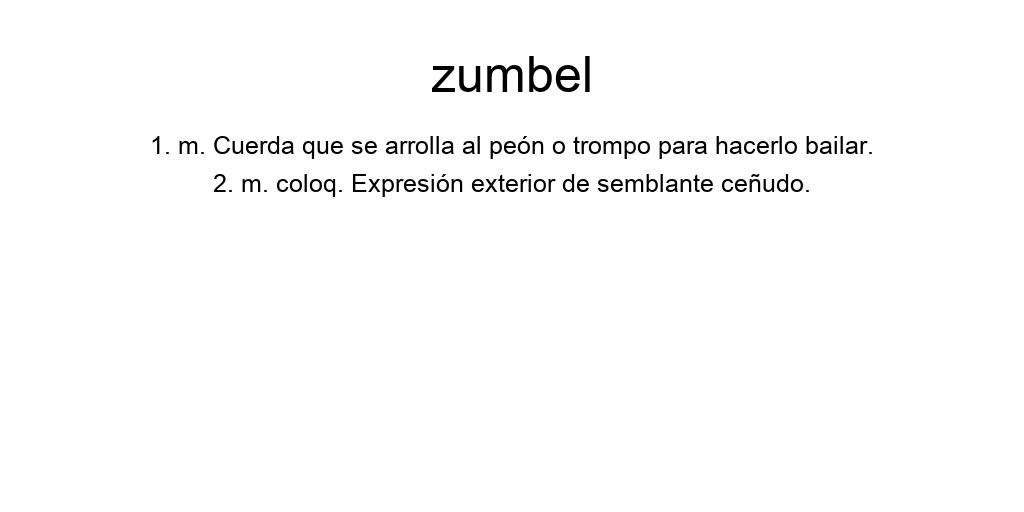 zumbel
1. m. Cuerda que se arrolla al peón o trompo para hacerlo bailar.
2. m. coloq. Expresión exterior de semblante ceñudo.